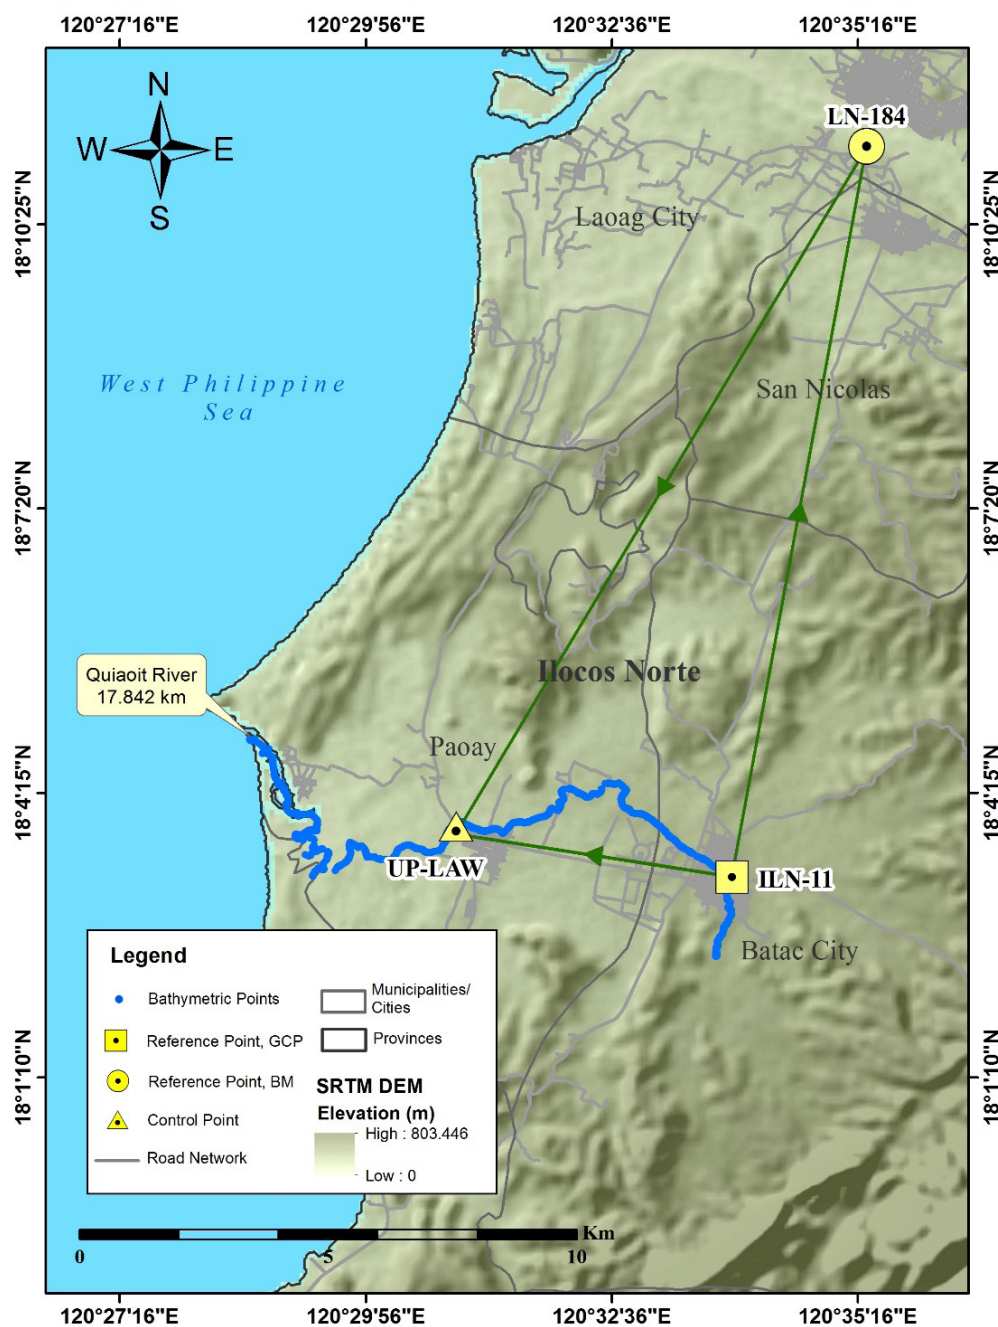 120°27'16"E
120°29'56"E
120°32'36"E
120°35'16"E
N
W
E
S
LN-184
18°10'25"N
18°10'25"N
Laoag City
West Philippine
Sea
San Nicolas
18°7'20"N
18°7'20"N
Ilocos Norte
Quiaoit River
17.842 km
Paoay
18°4'15"N
18°4'15"N
UP-LAW
ILN-11
Batac City
Legend
Bathymetric Points
Reference Point, GCP
Reference Point, BM
Control Point
Road Network
Municipalities/
Cities
Provinces
SRTM DEM
Elevation (m)
High : 803.446
Low : 0
18°1'10"N
18°1'10"N
Km
0
5
10
120°27'16"E
120°29'56"E
120°32'36"E
120°35'16"E